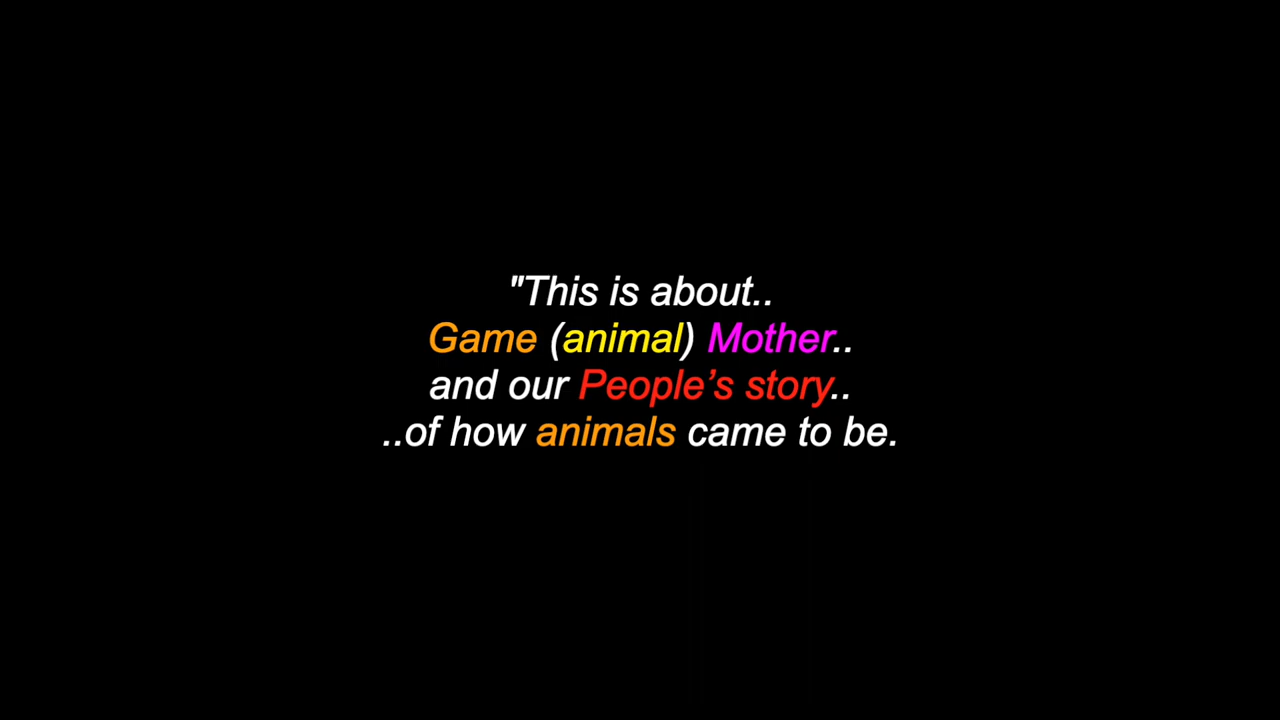 "This is about..
Game (animal) Mother..
and our People’s story..
..of how animals came to be.